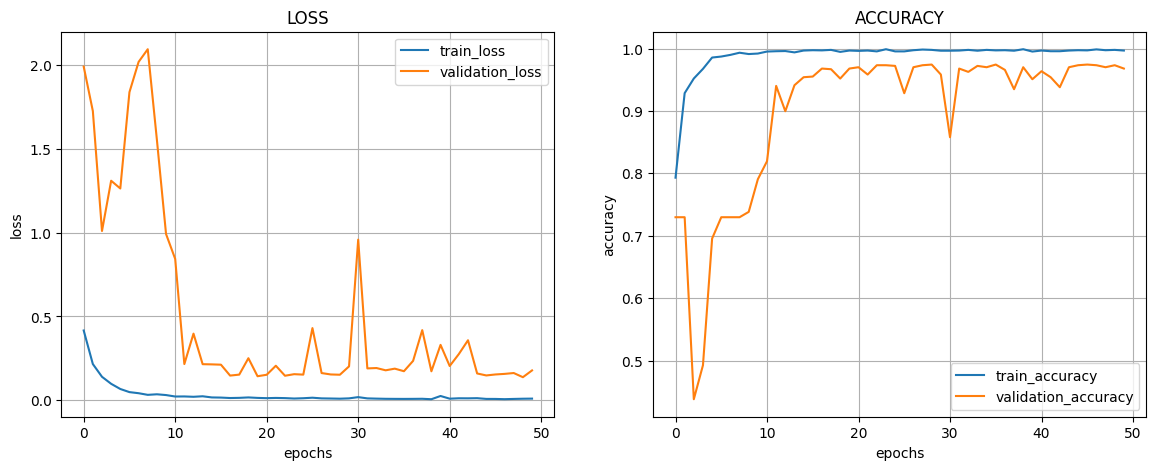 LOSS
train_loss
validation_loss
2.0
1.5
1.0
0.5
0.0
loss
0
10
20
30
40
50
epochs
ACCURACY
1.0
0.9
0.8
0.7
0.6
0.5
accuracy
train_accuracy
validation_accuracy
0
10
20
30
40
50
epochs